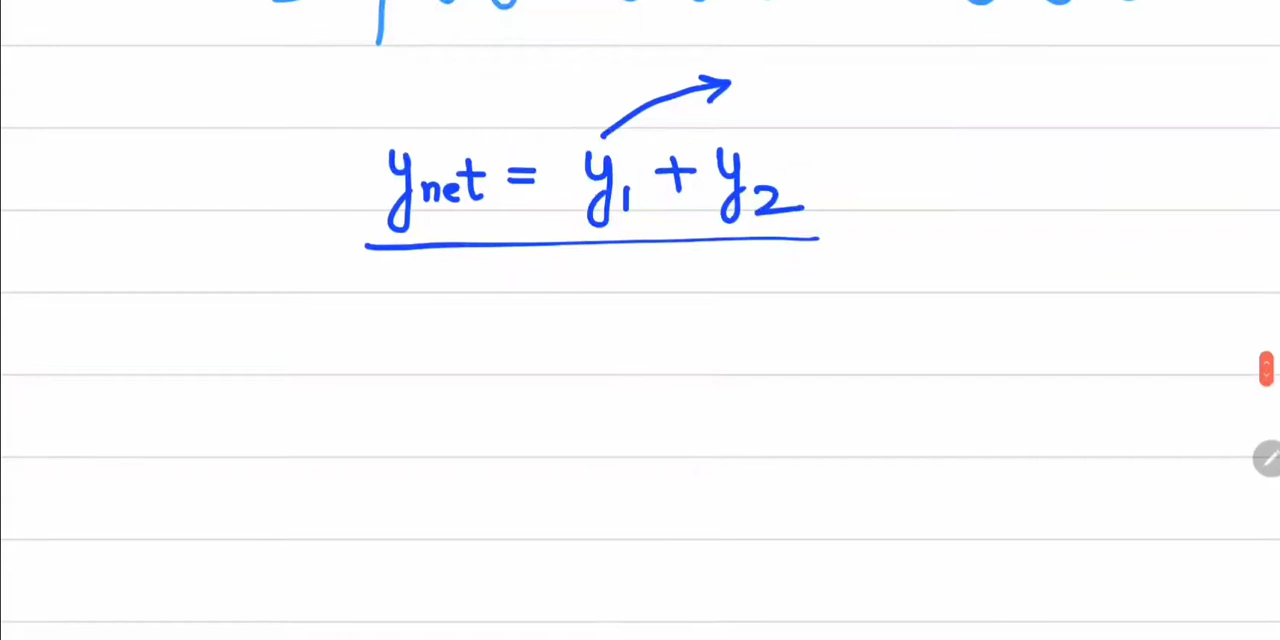 ynet = y1 + y2